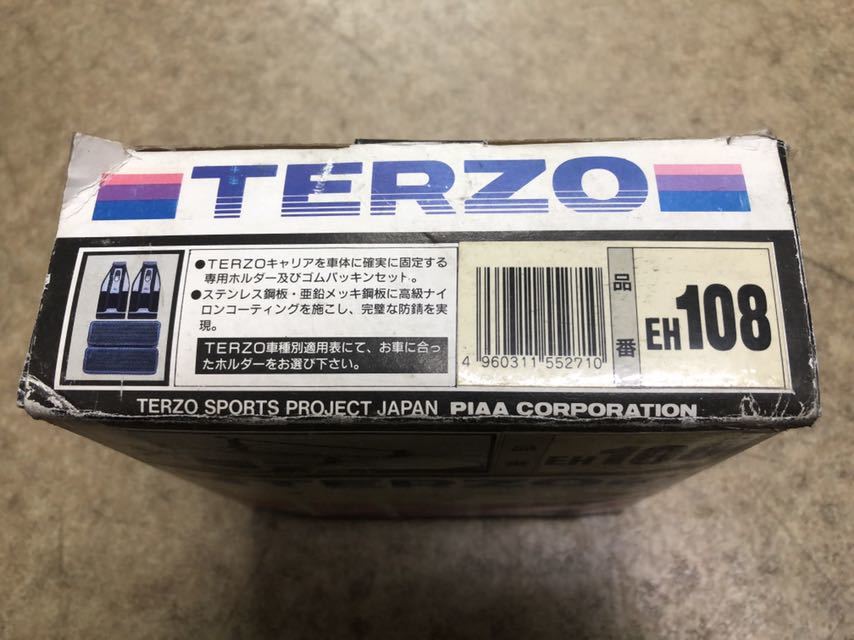 TERZO
●TERZOキャリアを車体に確実に固定する
専用ホルダー及びゴムパッキンセット。
●ステンレス鋼板・亜鉛メッキ鋼板に高級ナイ
ロンコーティングを施こし、完璧な防錆を実
現。
TERZO車種別適用表にて、お車に合っ
たホルダーをお選び下さい。
4 960311 552710
品番
EH108
TERZO SPORTS PROJECT JAPAN PIAA CORPORATION
EH108